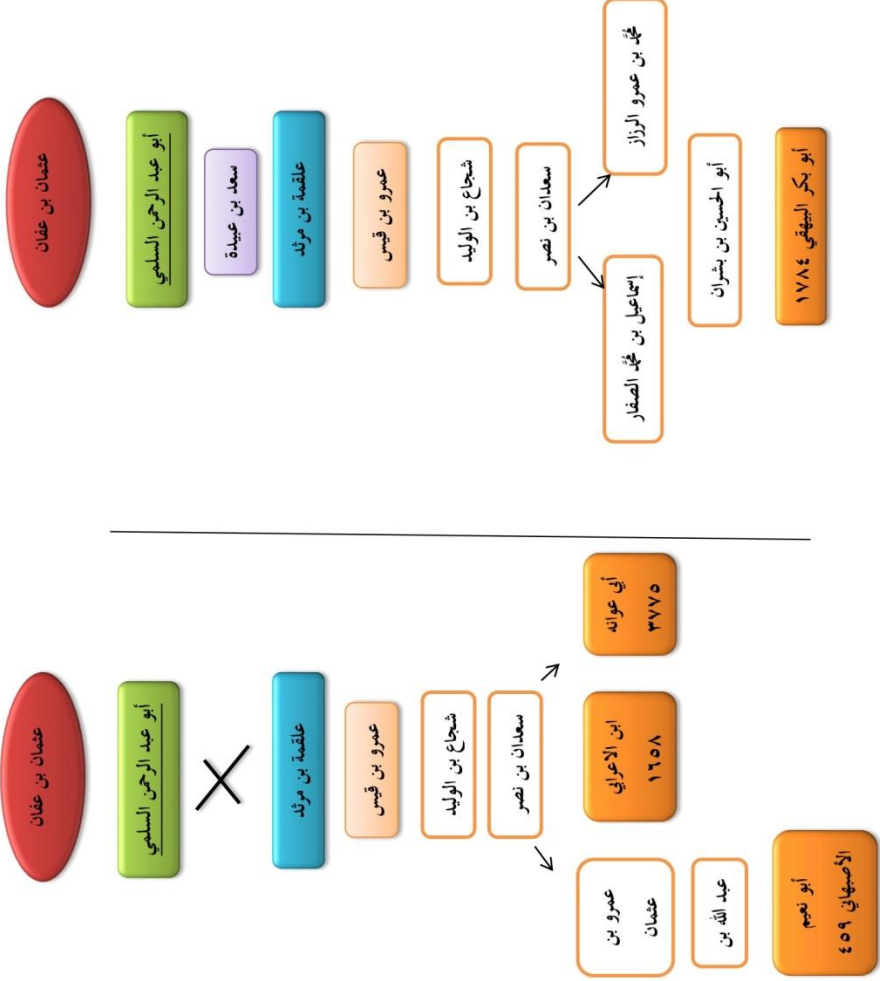 عثمان بن عفان
أبو عبد الرحمن السلمي
سعد بن عبيدة
علقمة بن مرثد
عمرو بن قيس
شجاع بن الوليد
سعدان بن نصر
محمد بن عمرو الرزاز
إسماعيل بن محمد الصفار
أبو الحسين بن بشران
أبو بكر البيهقي ١٧٨٤
عثمان بن عفان
أبو عبد الرحمن السلمي
علقمة بن مرثد
عمرو بن قيس
شجاع بن الوليد
سعدان بن نصر
أبي عوانه
٣٧٧٥
ابن الاعرابي
١٦٥٨
عمرو بن
عثمان
عبد الله بن
أبو نعيم
الأصبهاني ٤٥٩